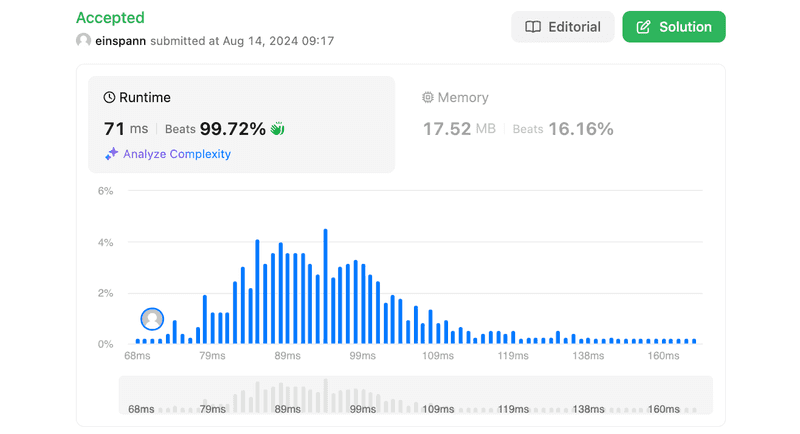 Accepted
einspann submitted at Aug 14, 2024 09:17
Editorial
Solution
Runtime
71 ms Beats 99.72%
Analyze Complexity
Memory
17.52 MB Beats 16.16%
6%
4%
2%
0%
68ms 79ms 89ms 99ms 109ms 119ms 138ms 160ms
68ms 79ms 89ms 99ms 109ms 119ms 138ms 160ms